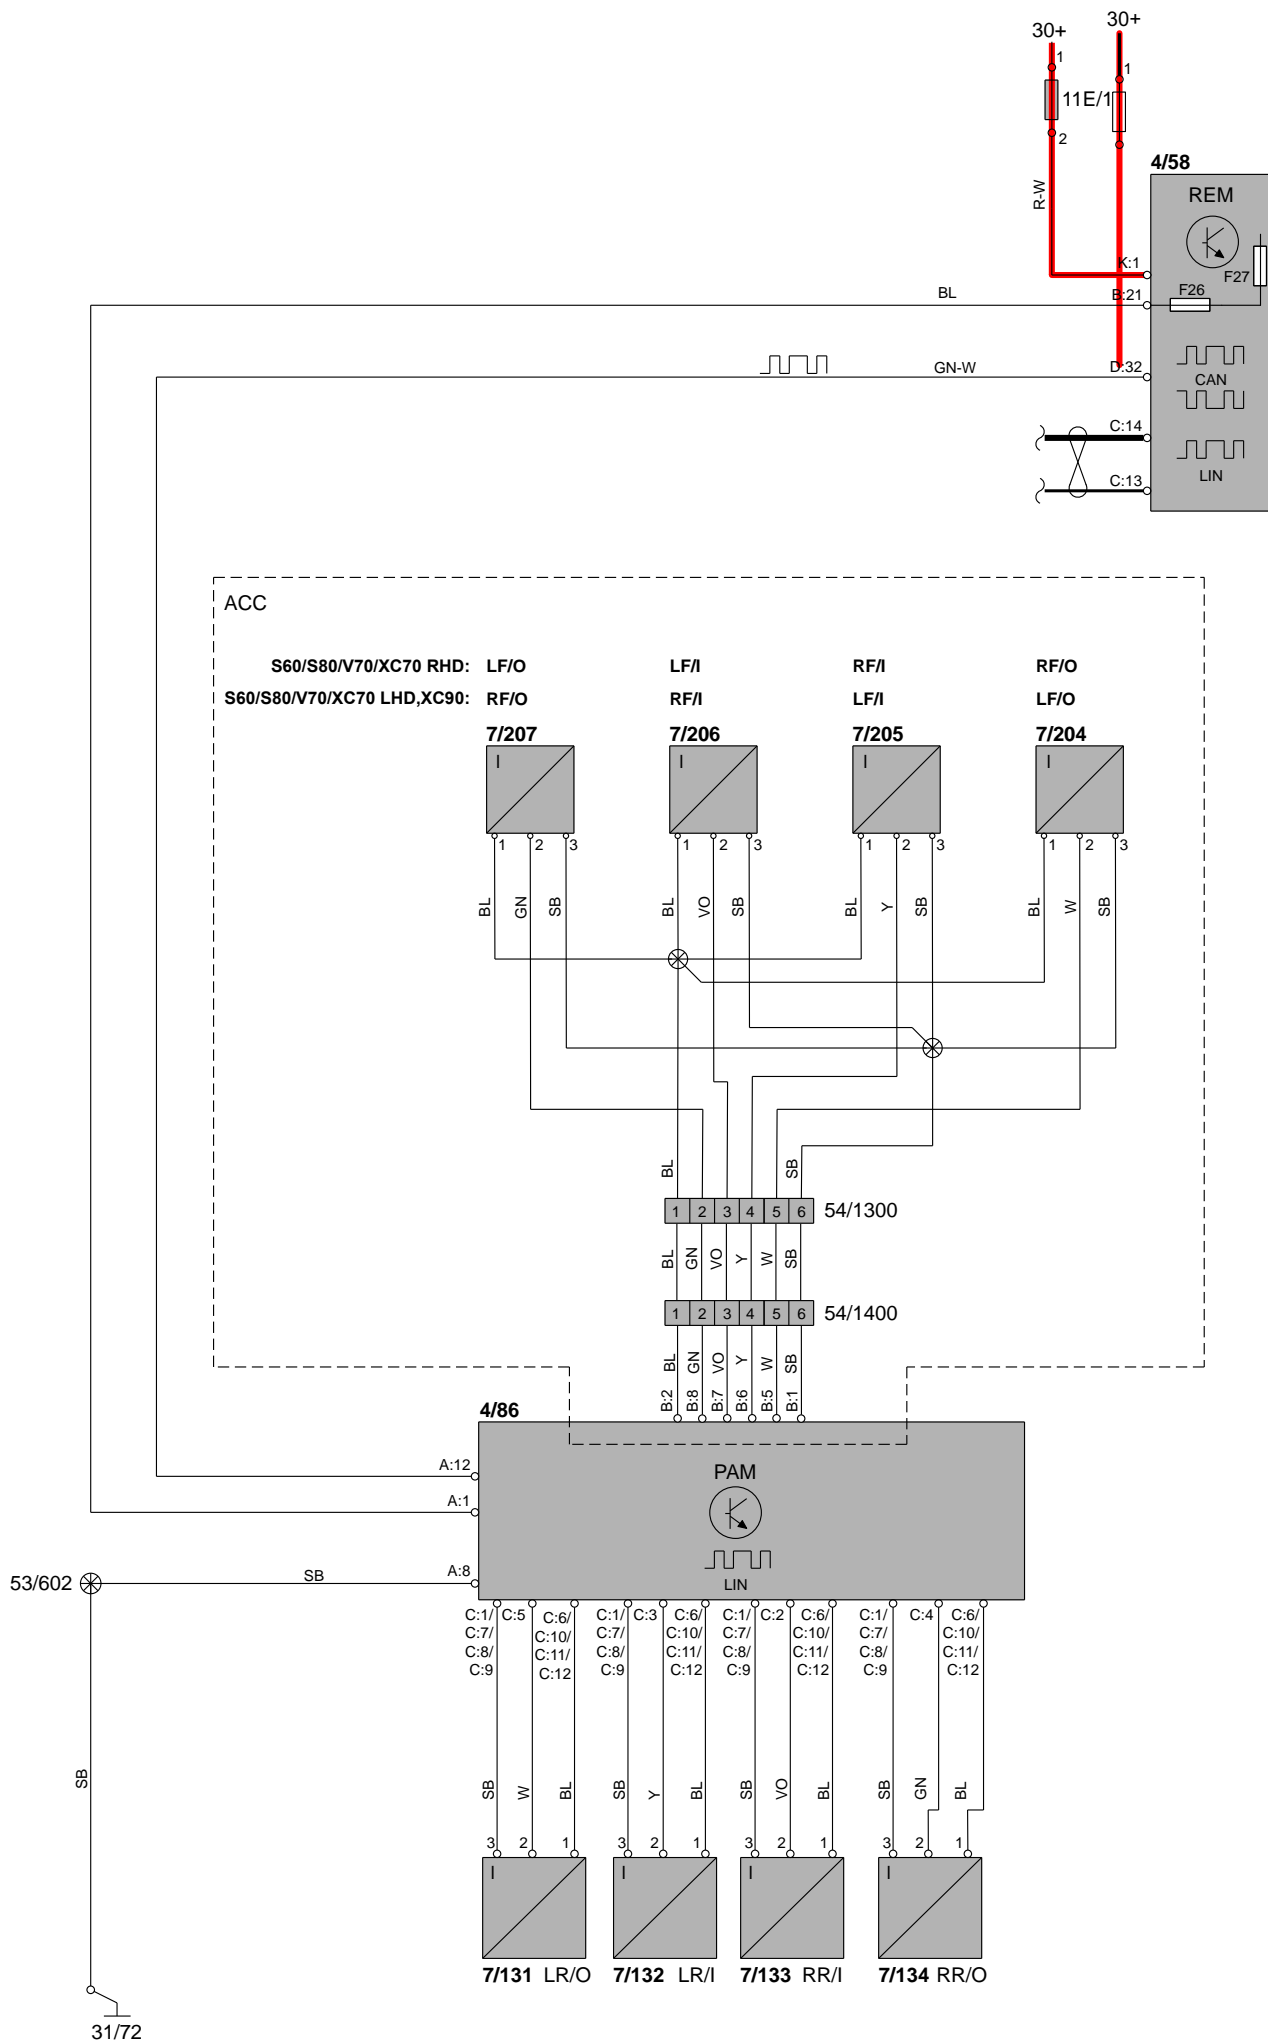 30+
30+
1
1
11E/1
2
R-W
4/58
REM
K:1
F27
BL
B:21
F26
GN-W
D:32
CAN
C:14
LIN
C:13
ACC
S60/S80/V70/XC70 RHD: LF/O LF/I RF/I RF/O
S60/S80/V70/XC70 LHD,XC90: RF/O RF/I LF/I LF/O
7/207 7/206 7/205 7/204
I I I I
1 2 3 1 2 3 1 2 3 1 2 3
BL GN SB BL VO SB BL Y SB BL W SB
BL SB
1 2 3 4 5 6 54/1300
BL GN VO Y W SB
1 2 3 4 5 6 54/1400
BL GN VO Y W SB
B:2 B:8 B:7 B:6 B:5 B:1
4/86
A:12
PAM
A:1
53/602
SB
A:8
LIN
C:1/ C:5 C:6/ C:1/ C:3 C:6/ C:1/ C:2 C:6/ C:1/ C:4 C:6/
C:7/ C:10/ C:7/ C:10/ C:7/ C:10/ C:7/ C:10/
C:8/ C:11/ C:8/ C:11/ C:8/ C:11/ C:8/ C:11/
C:9 C:12 C:9 C:12 C:9 C:12 C:9 C:12
SB
SB W BL SB Y BL SB VO BL SB GN BL
3 2 1 3 2 1 3 2 1 3 2 1
I I I I
7/131 LR/O 7/132 LR/I 7/133 RR/I 7/134 RR/O
31/72